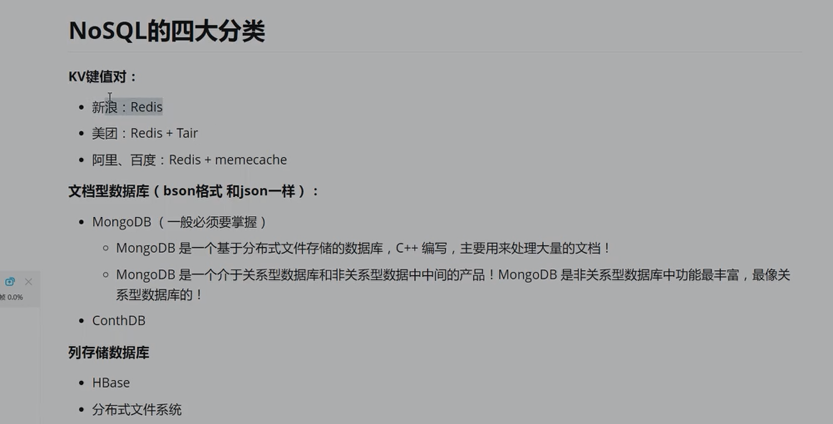 NoSQL的四大分类
KV键值对：
新浪：Redis
美团：Redis + Tair
阿里、百度：Redis + memecache
文档型数据库（bson格式 和json一样）：
MongoDB （一般必须要掌握）
MongoDB 是一个基于分布式文件存储的数据库，C++ 编写，主要用来处理大量的文档！
MongoDB 是一个介于关系型数据库和非关系型数据中中间的产品！MongoDB 是非关系型数据库中功能最丰富，最像关
系型数据库的！
ConthDB
列存储数据库
HBase
分布式文件系统
帧 0.0%